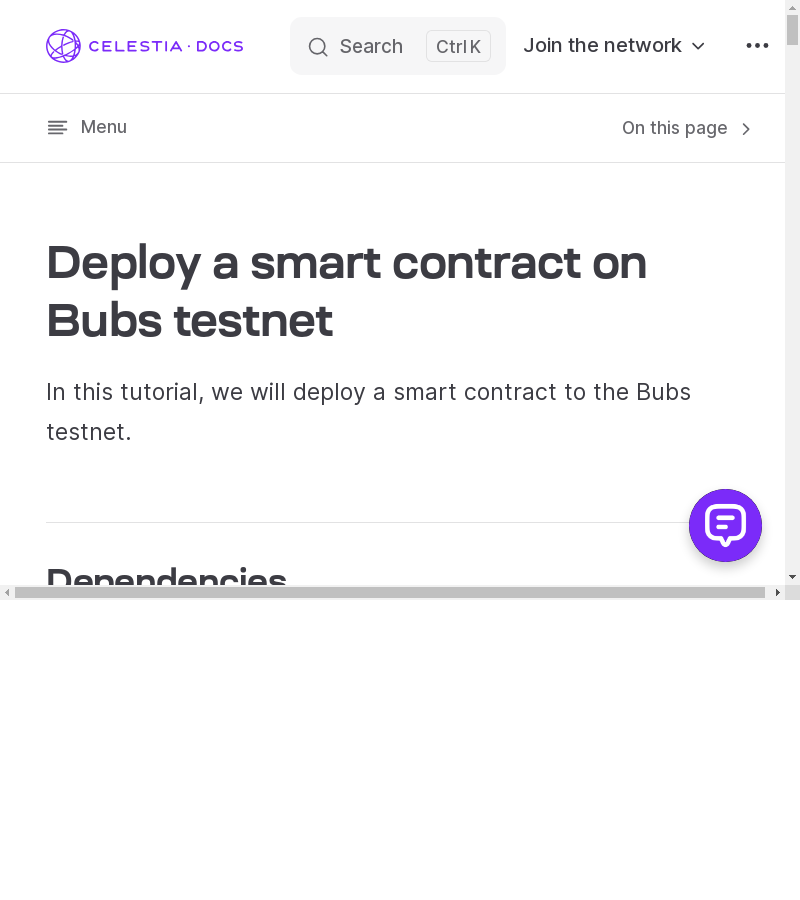 CELESTIA · DOCS
Search
Ctrl K
Join the network
Menu
On this page
Deploy a smart contract on
Bubs testnet
In this tutorial, we will deploy a smart contract to the Bubs
testnet.
Dependencies